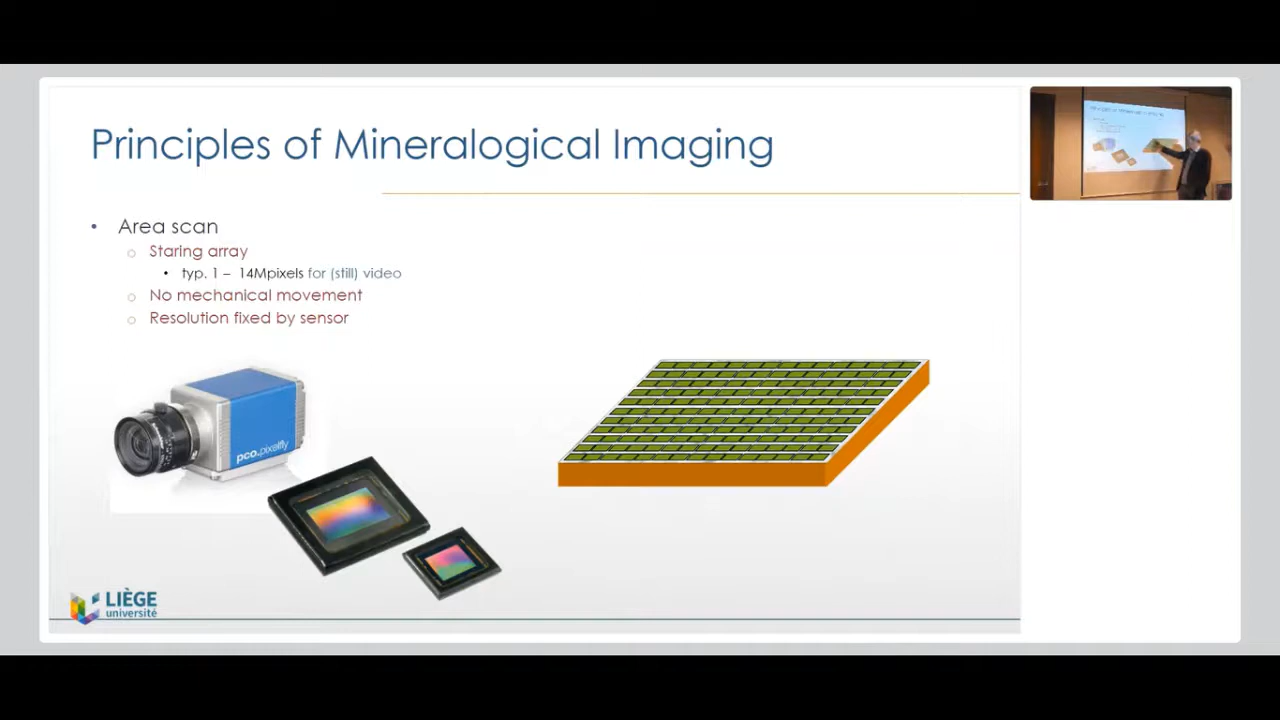 Principles of Mineralogical Imaging
• Area scan
o Staring array
• typ. 1 – 14Mpixels for (still) video
o No mechanical movement
o Resolution fixed by sensor
pco.pixelfly
LIÈGE
université